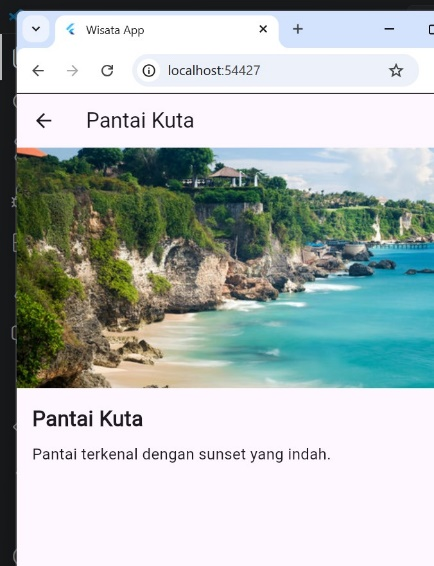 Wisata App
localhost:54427
Pantai Kuta
Pantai Kuta
Pantai terkenal dengan sunset yang indah.